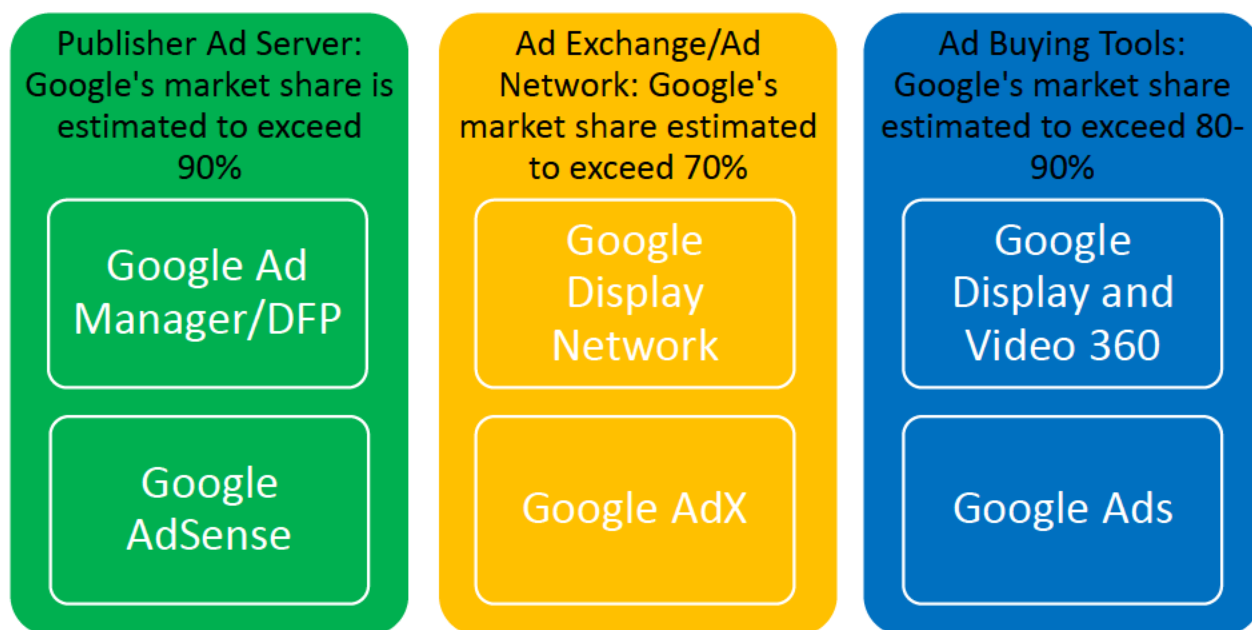 Publisher Ad Server:
Google's market share is
estimated to exceed
90%
Google Ad
Manager/DFP
Google
AdSense
Ad Exchange/Ad
Network: Google's
market share estimated
to exceed 70%
Google
Display
Network
Google AdX
Ad Buying Tools:
Google's market share
estimated to exceed 80-
90%
Google
Display and
Video 360
Google Ads